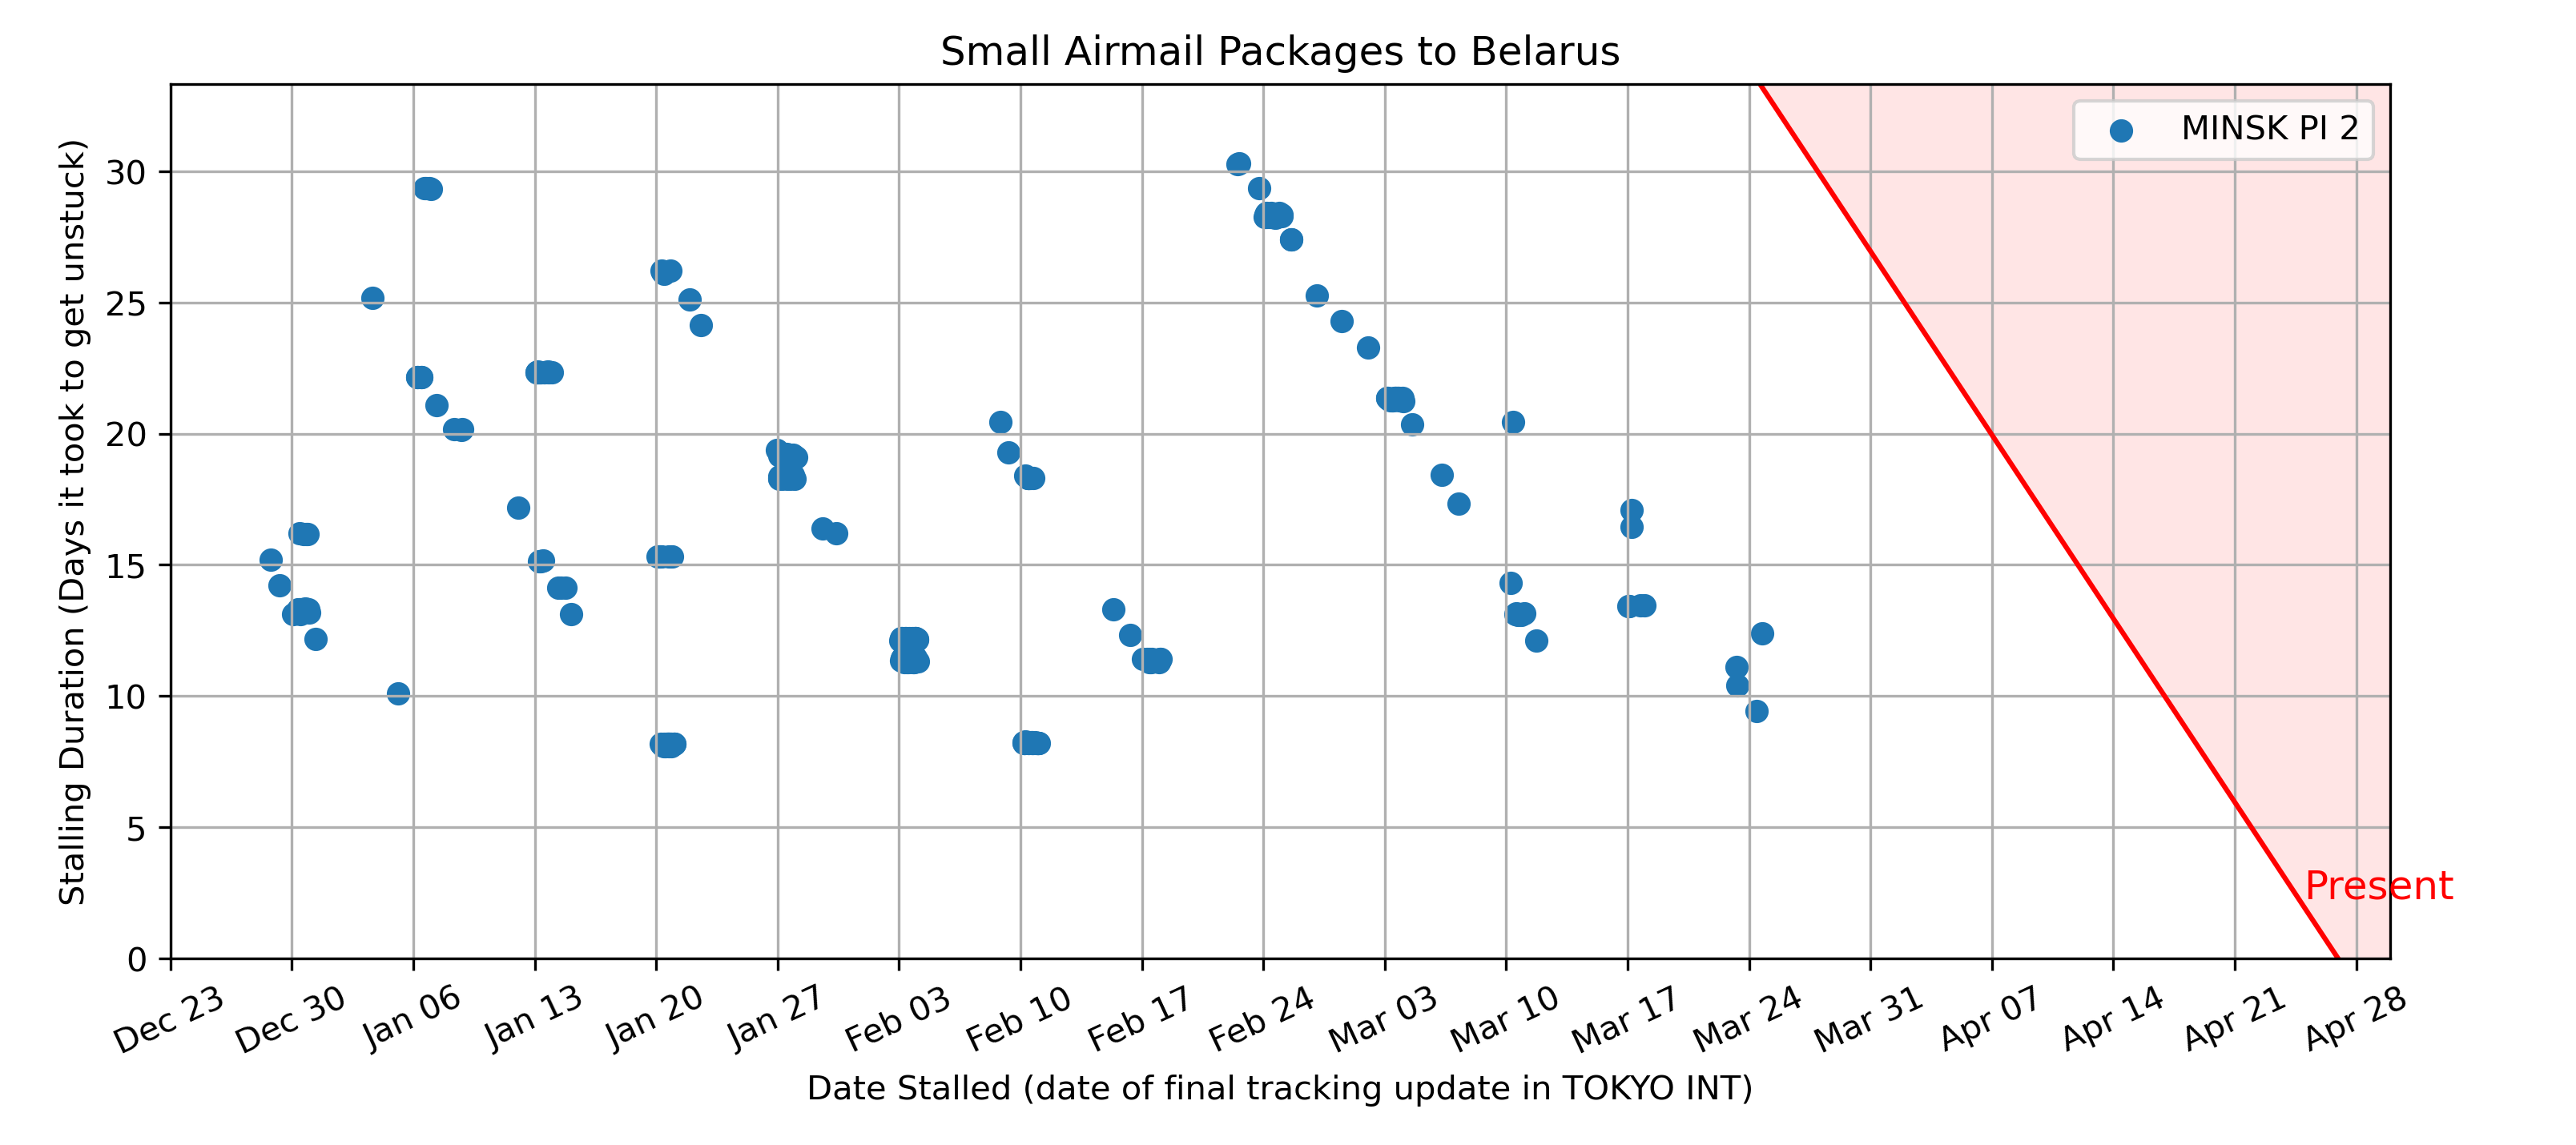 Small Airmail Packages to Belarus
Stalling Duration (Days it took to get unstuck)
30
25
20
15
10
5
0
MINSK PI 2
Present
Dec 23
Dec 30
Jan 06
Jan 13
Jan 20
Jan 27
Feb 03
Feb 10
Feb 17
Feb 24
Mar 03
Mar 10
Mar 17
Mar 24
Mar 31
Apr 07
Apr 14
Apr 21
Apr 28
Date Stalled (date of final tracking update in TOKYO INT)